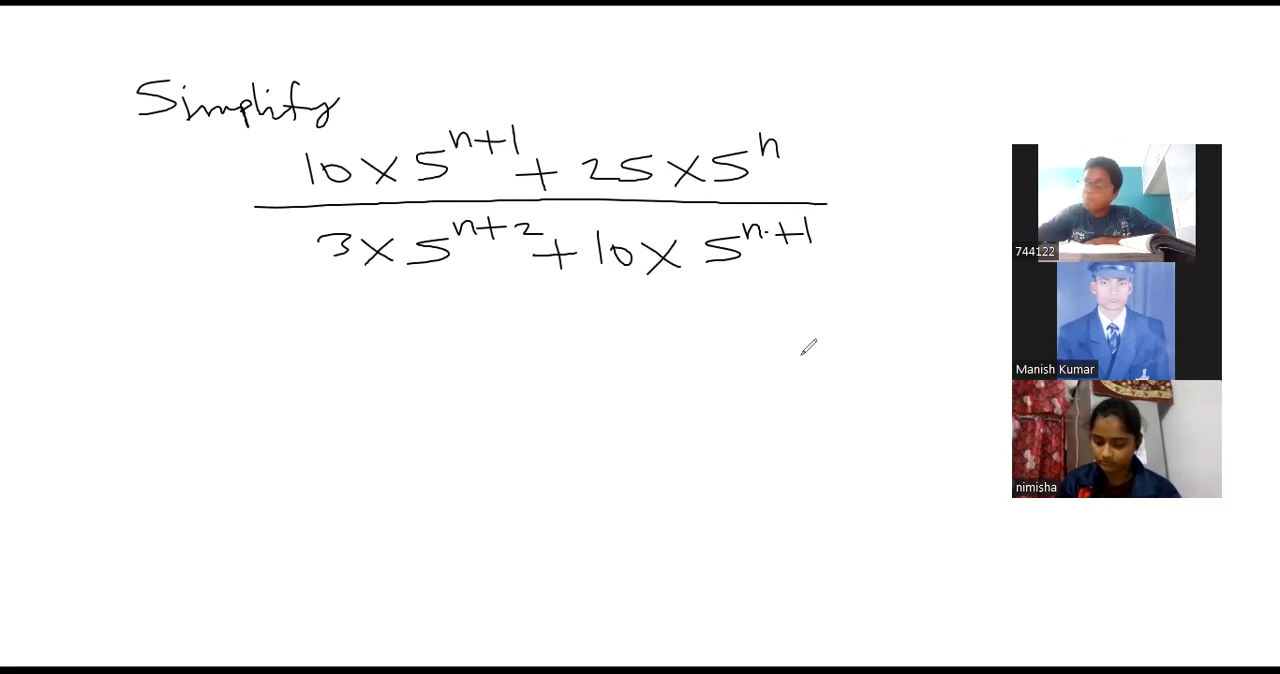 Simplify
10 × 5^{n+1} + 25 × 5^n
3 × 5^{n+2} + 10 × 5^{n+1}
744122
Manish Kumar
nimisha